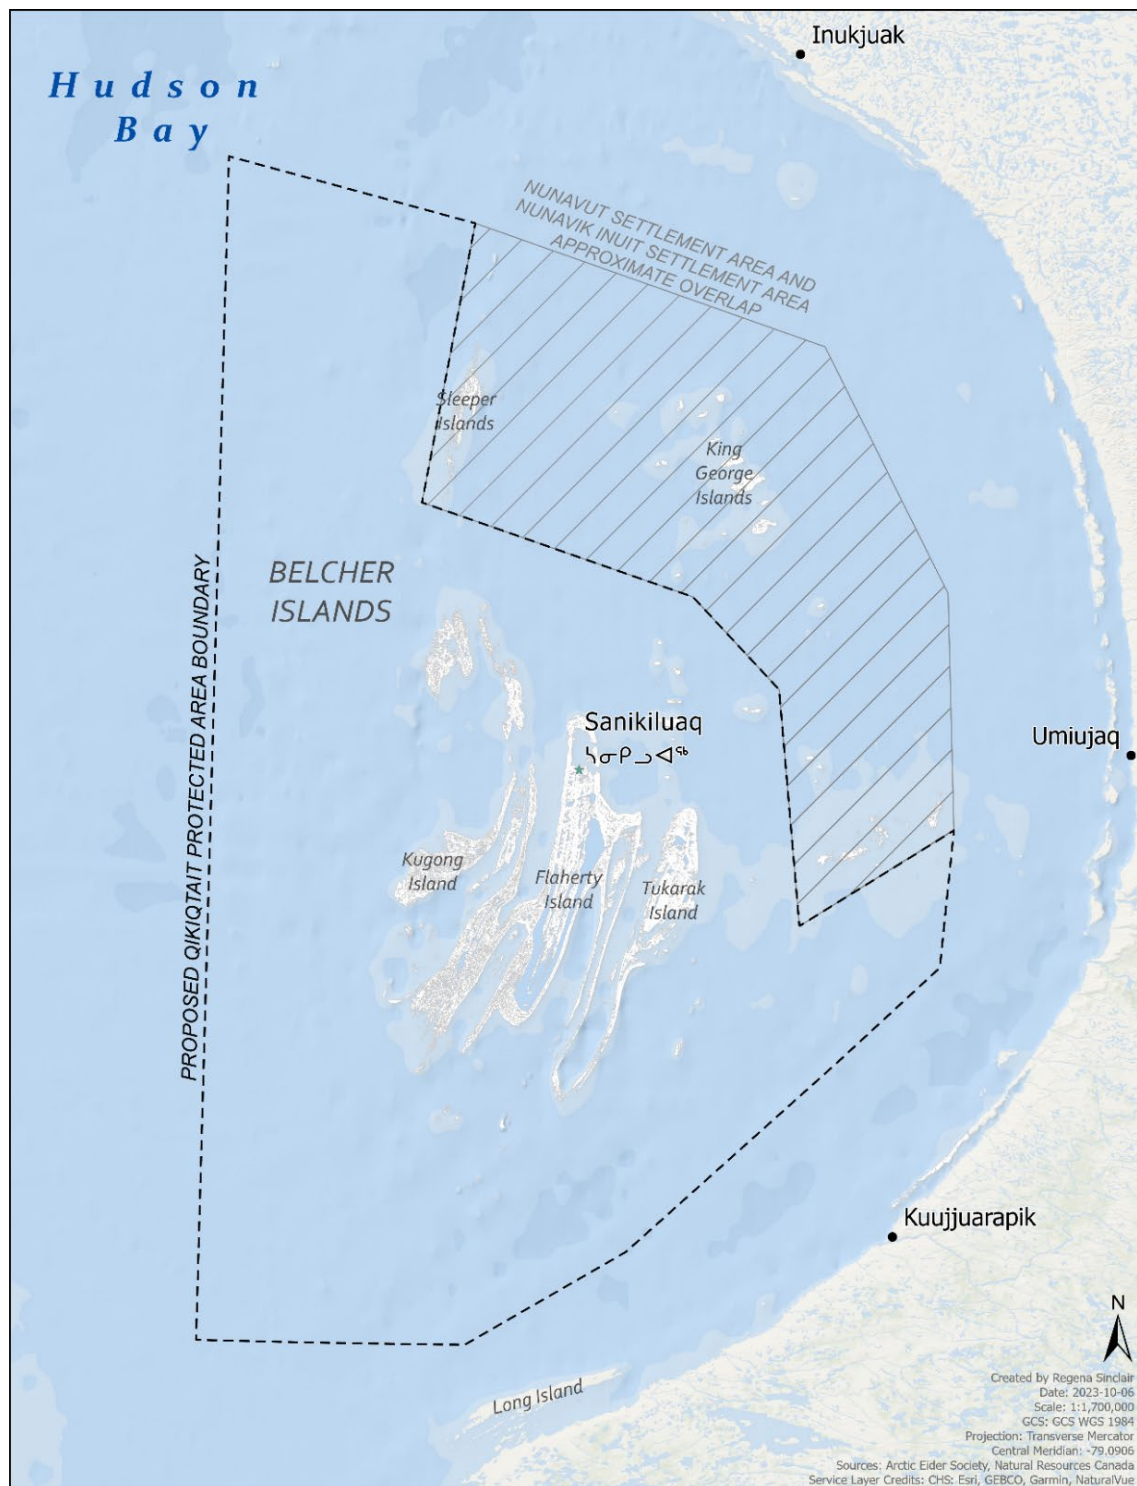 Inukjuak
Hudson
Bay
NUNAVUT SETTLEMENT AREA AND
NUNAVIK INUIT SETTLEMENT AREA
APPROXIMATE OVERLAP
Sleeper
Islands
King
George
Islands
BELCHER
ISLANDS
PROPOSED QIKIQTAIT PROTECTED AREA BOUNDARY
Sanikiluaq
ᓴᓂᑭᓗᐊᖅ
Umiujaq
Kugong
Island
Flaherty
Island
Tukarak
Island
Kuujjuarapik
Long Island
N
Created by Regena Sinclair
Date: 2023-10-06
Scale: 1:1,700,000
GCS: GCS WGS 1984
Projection: Transverse Mercator
Central Meridian: -79.0906
Sources: Arctic Eider Society, Natural Resources Canada
Service Layer Credits: CHS: Esri, GEBCO, Garmin, NaturalVue